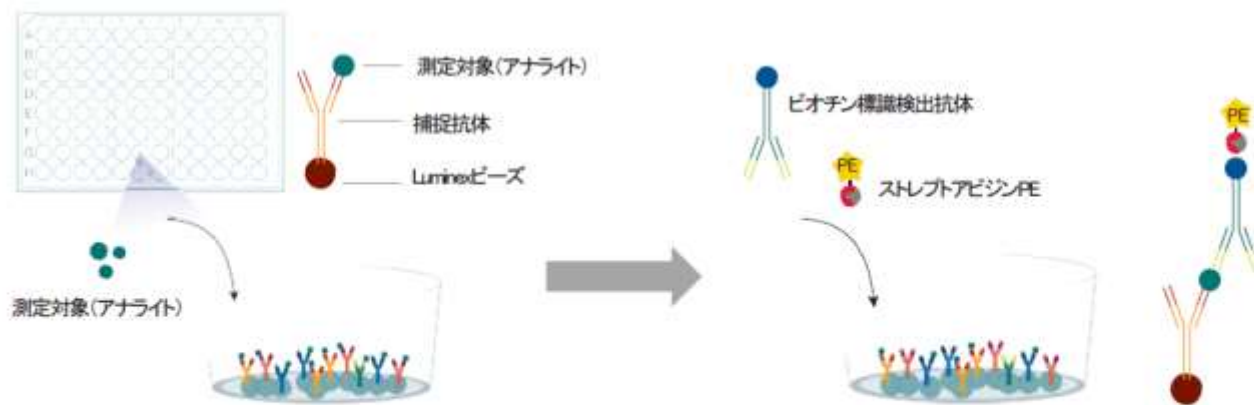 測定対象（アナライト）
捕捉抗体
Luminexビーズ
測定対象（アナライト）
ビオチン標識検出抗体
PE
ストレプトアビジンPE
PE
A
B
C
D
E
F
G
H